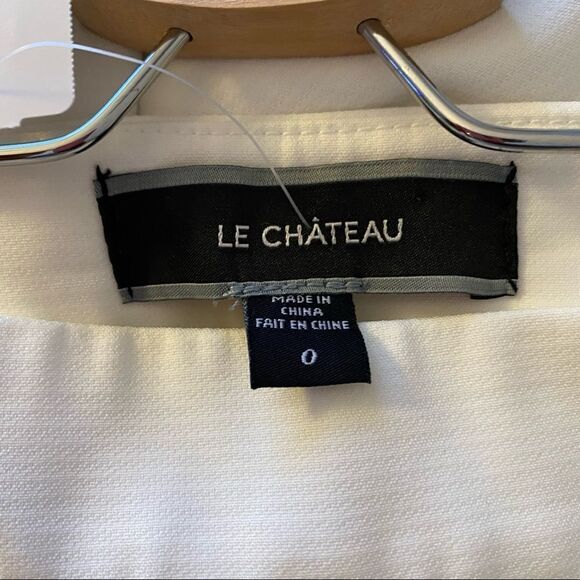 LE CHÂTEAU
MADE IN
CHINA
FAIT EN CHINE
0